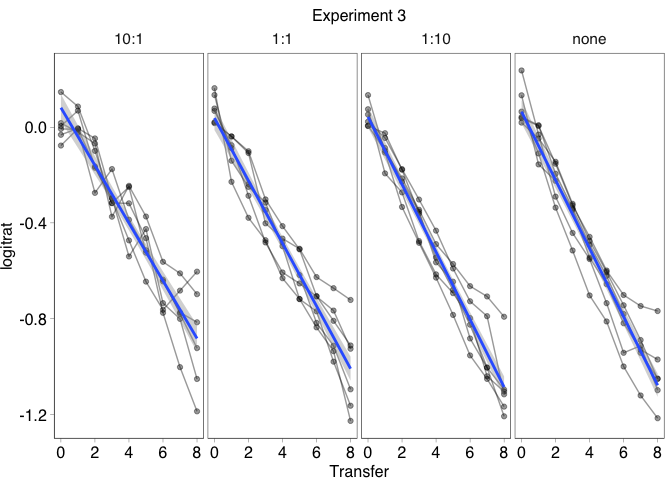 Experiment 3
10:1 1:1 1:10 none
logitrat
0.0
-0.4
-0.8
-1.2
0 2 4 6 8 0 2 4 6 8 0 2 4 6 8 0 2 4 6 8
Transfer